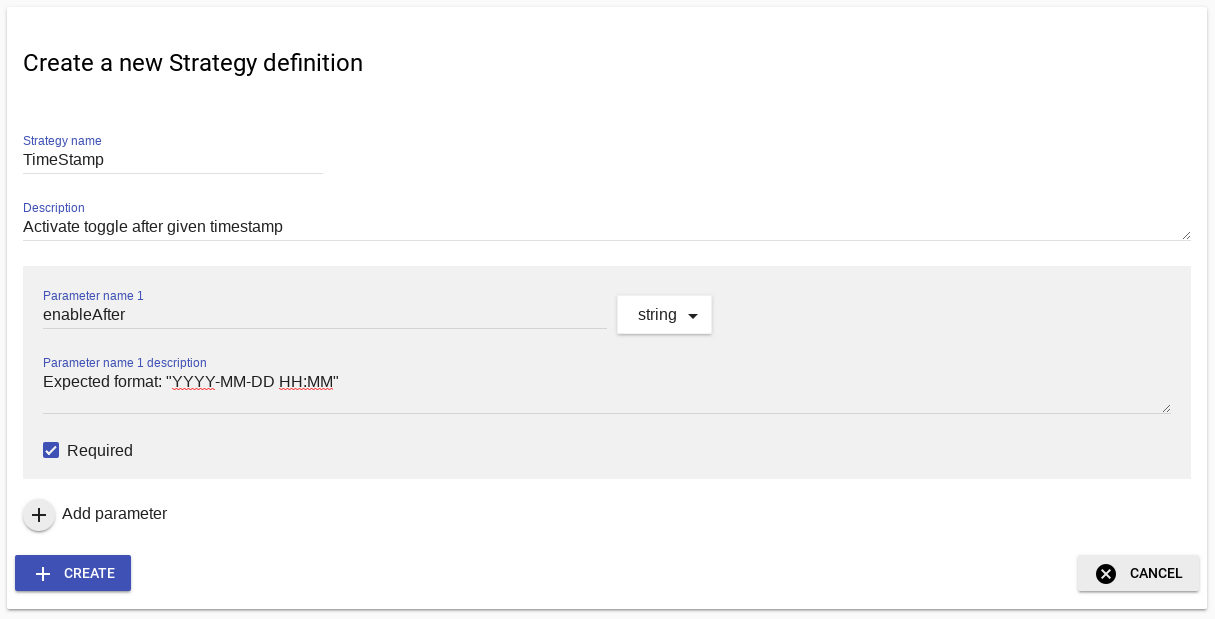 Create a new Strategy definition
Strategy name
TimeStamp
Description
Activate toggle after given timestamp
Parameter name 1
enableAfter
string
Parameter name 1 description
Expected format: "YYYY-MM-DD HH:MM"
Required
Add parameter
CREATE
CANCEL